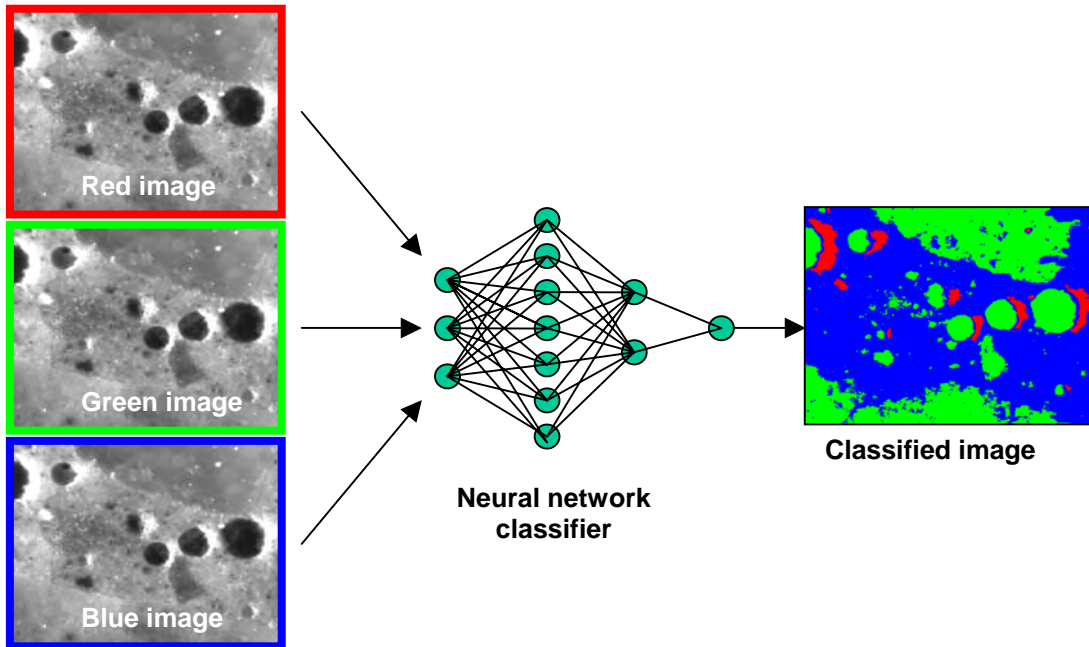 Red image
Green image
Blue image
Neural network
classifier
Classified image